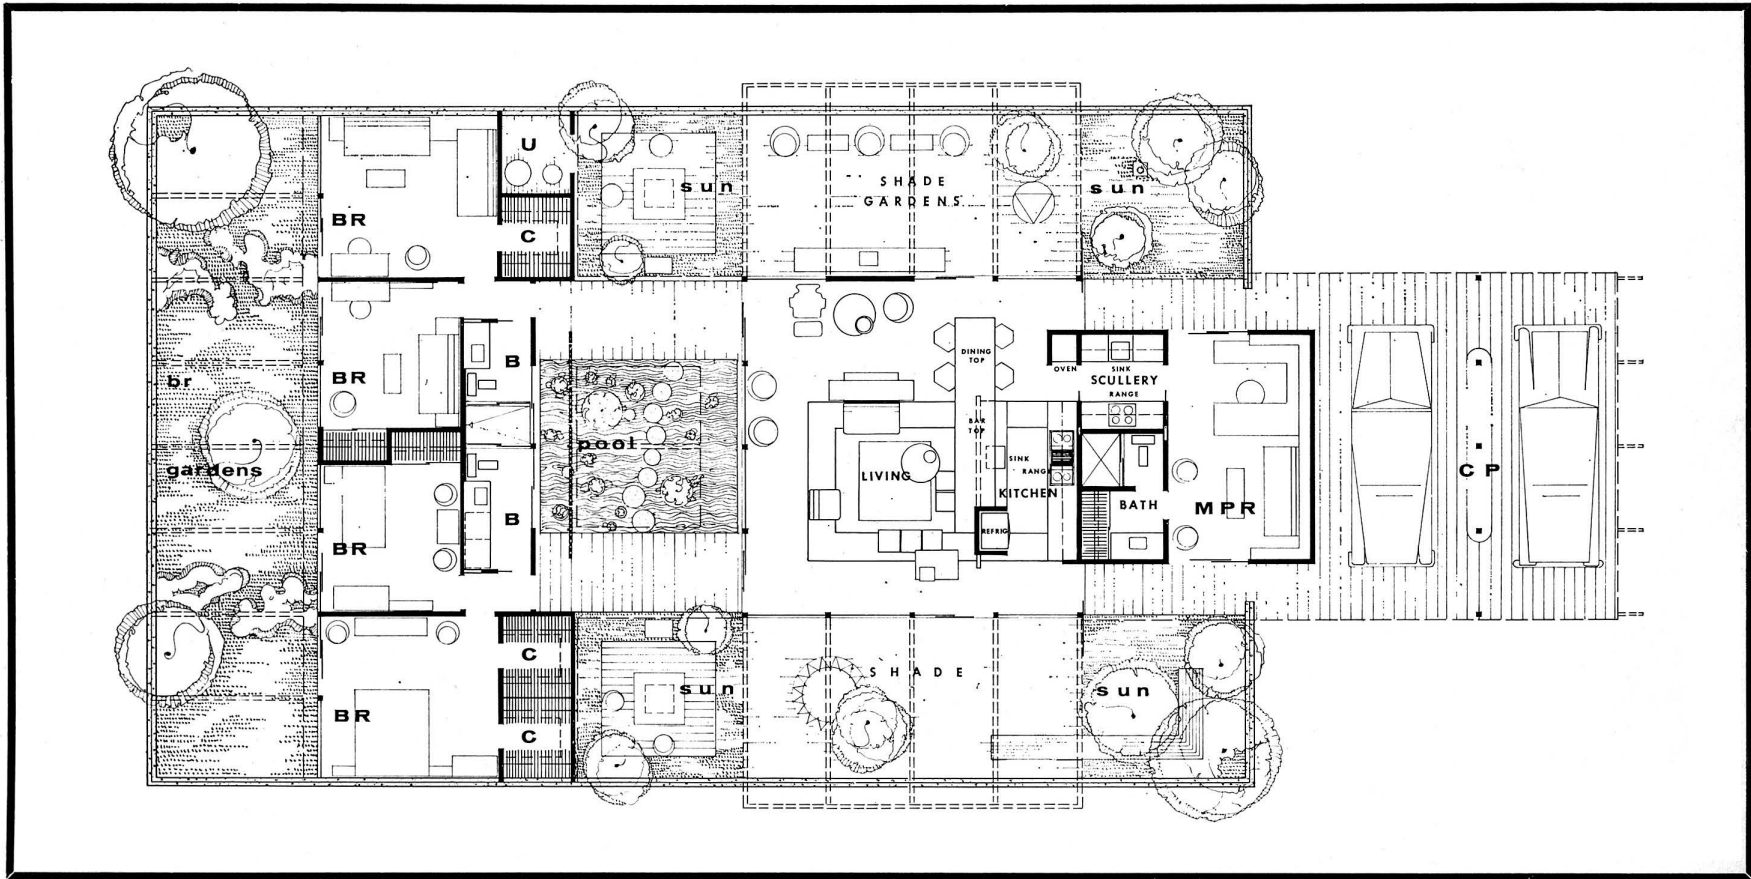 U
sun
SHADE
GARDENS
sun
BR
C
BR
B
DINING
TOP
OVEN
SINK
SCULLERY
RANGE
br
gardens
pool
BAR
TOP
LIVING
SINK
RANGE
KITCHEN
BATH
MPR
CP
REFRIG
BR
B
C
SHADE
sun
sun
BR
C